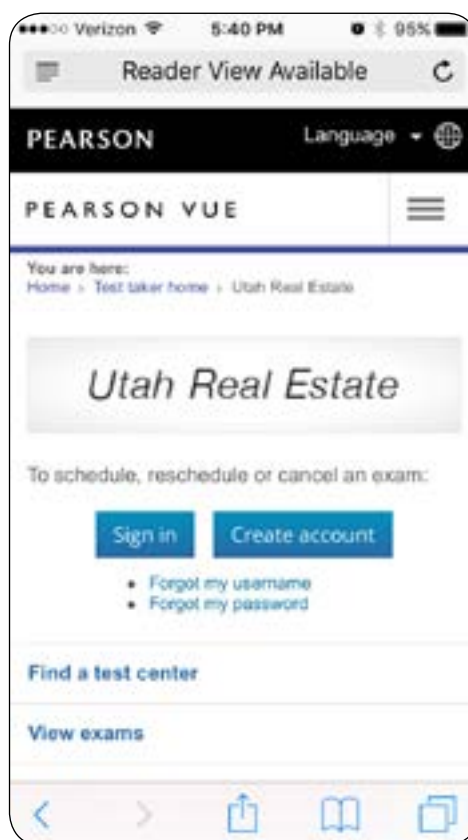 Verizon 5:40 PM 95%
Reader View Available
PEARSON Language
PEARSON VUE
You are here:
Home › Test taker home › Utah Real Estate
Utah Real Estate
To schedule, reschedule or cancel an exam:
Sign in Create account
• Forgot my username
• Forgot my password
Find a test center
View exams